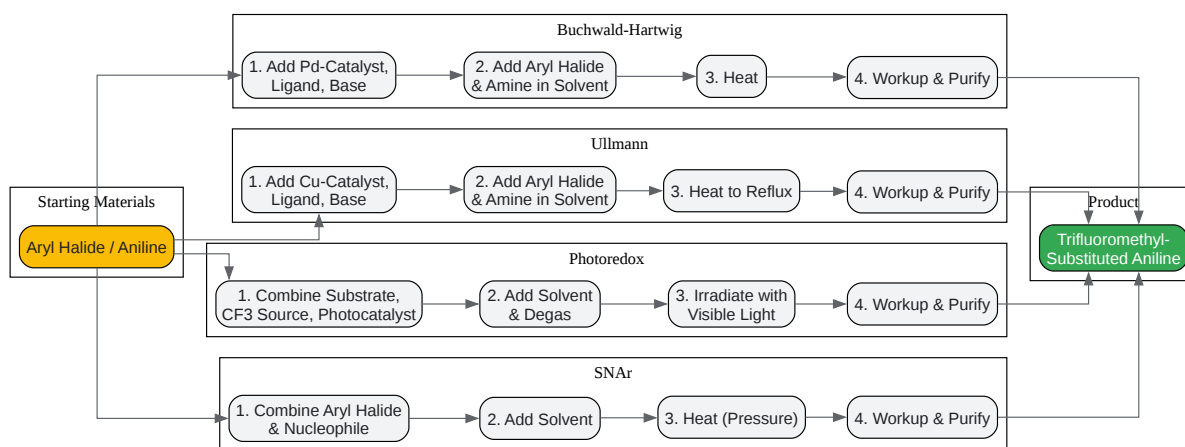 Buchwald-Hartwig
1. Add Pd-Catalyst,
Ligand, Base
2. Add Aryl Halide
& Amine in Solvent
3. Heat
4. Workup & Purify
Ullmann
1. Add Cu-Catalyst,
Ligand, Base
2. Add Aryl Halide
& Amine in Solvent
3. Heat to Reflux
4. Workup & Purify
Starting Materials
Aryl Halide / Aniline
Product
Trifluoromethyl-
Substituted Aniline
Photoredox
1. Combine Substrate,
CF3 Source, Photocatalyst
2. Add Solvent
& Degas
3. Irradiate with
Visible Light
4. Workup & Purify
SNAr
1. Combine Aryl Halide
& Nucleophile
2. Add Solvent
3. Heat (Pressure)
4. Workup & Purify